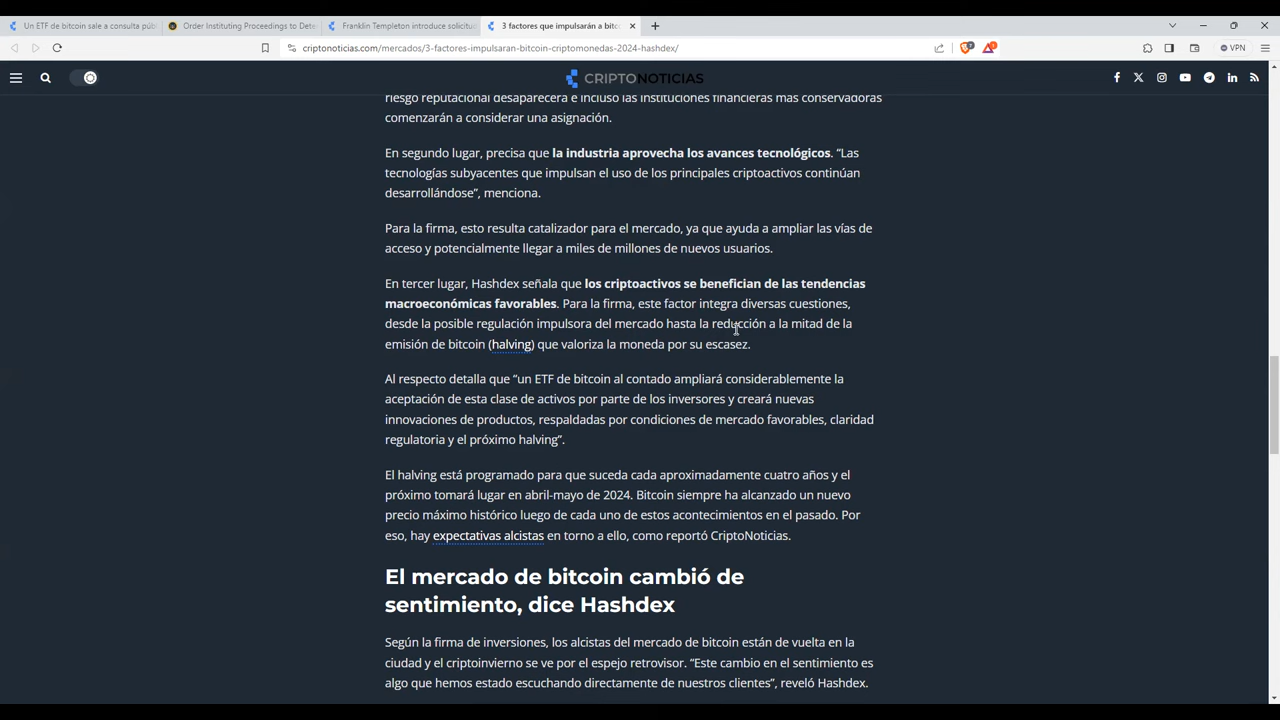 Un ETF de bitcoin sale a consulta púb
Order Instituting Proceedings to Dete
Franklin Templeton introduce solicitu
3 factores que impulsarán a bitc
criptonoticias.com/mercados/3-factores-impulsaran-bitcoin-criptomonedas-2024-hashdex/
VPN
CRIPTONOTICIAS
riesgo reputacional desaparecerá e incluso las instituciones financieras más conservadoras
comenzarán a considerar una asignación.
En segundo lugar, precisa que la industria aprovecha los avances tecnológicos. “Las
tecnologías subyacentes que impulsan el uso de los principales criptoactivos continúan
desarrollándose”, menciona.
Para la firma, esto resulta catalizador para el mercado, ya que ayuda a ampliar las vías de
acceso y potencialmente llegar a miles de millones de nuevos usuarios.
En tercer lugar, Hashdex señala que los criptoactivos se benefician de las tendencias
macroeconómicas favorables. Para la firma, este factor integra diversas cuestiones,
desde la posible regulación impulsora del mercado hasta la reducción a la mitad de la
emisión de bitcoin (halving) que valoriza la moneda por su escasez.
Al respecto detalla que “un ETF de bitcoin al contado ampliará considerablemente la
aceptación de esta clase de activos por parte de los inversores y creará nuevas
innovaciones de productos, respaldadas por condiciones de mercado favorables, claridad
regulatoria y el próximo halving”.
El halving está programado para que suceda cada aproximadamente cuatro años y el
próximo tomará lugar en abril-mayo de 2024. Bitcoin siempre ha alcanzado un nuevo
precio máximo histórico luego de cada uno de estos acontecimientos en el pasado. Por
eso, hay expectativas alcistas en torno a ello, como reportó CriptoNoticias.
El mercado de bitcoin cambió de
sentimiento, dice Hashdex
Según la firma de inversiones, los alcistas del mercado de bitcoin están de vuelta en la
ciudad y el criptoinvierno se ve por el espejo retrovisor. “Este cambio en el sentimiento es
algo que hemos estado escuchando directamente de nuestros clientes”, reveló Hashdex.